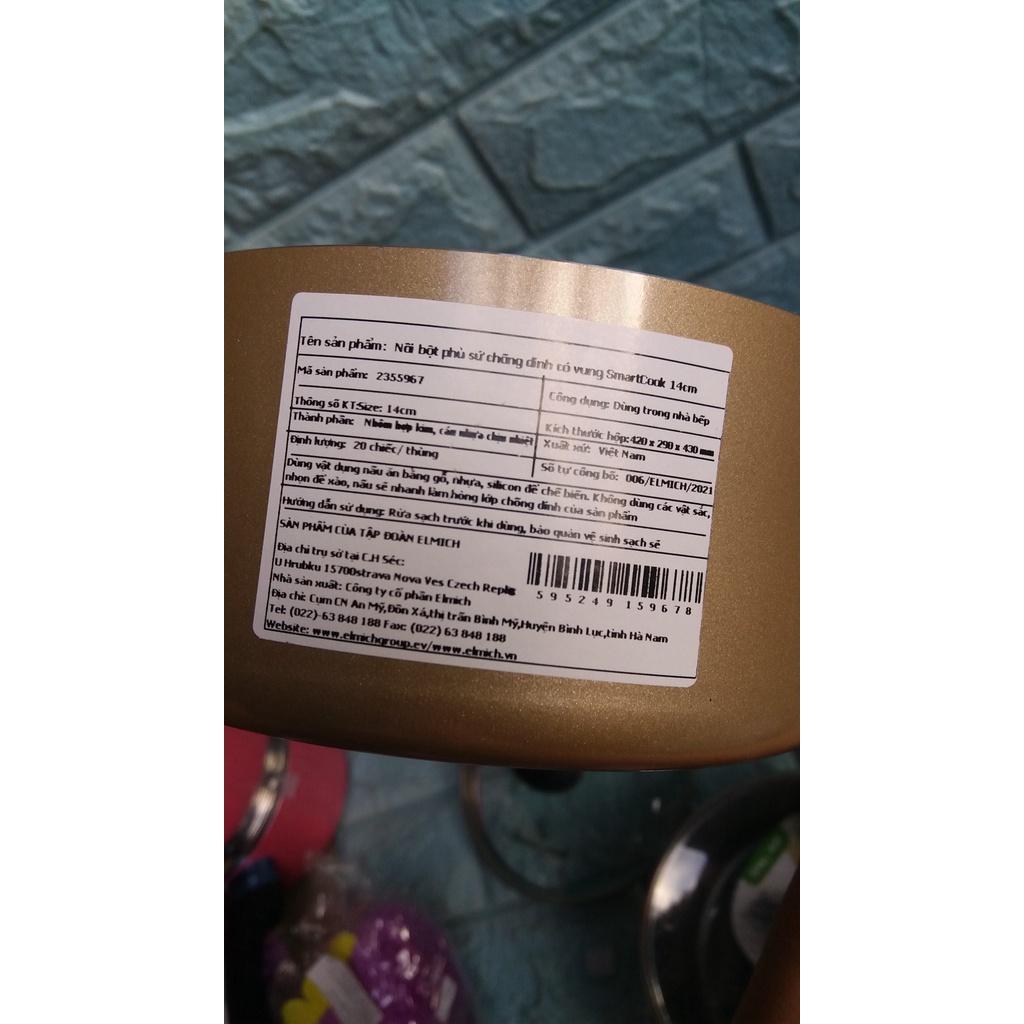 Tên sản phẩm: Nồi bột phủ sứ chống dính có vung SmartCook 14cm
Mã sản phẩm: 2355967
Công dụng: Dùng trong nhà bếp
Thông số KT:Size: 14cm
Kích thước hộp:420 x 290 x 430 mm
Thành phần: Nhôm hợp kim, cán nhựa chịu nhiệt
Xuất xứ: Việt Nam
Định lượng: 20 chiếc/ thùng
Số tự công bố: 006/ELMICH/2021
Dùng vật dụng nấu ăn bằng gỗ, nhựa, silicon để chế biến. Không dùng các vật sắc,
nhọn để xào, nấu sẽ nhanh làm hỏng lớp chống dính của sản phẩm
Hướng dẫn sử dụng: Rửa sạch trước khi dùng, bảo quản vệ sinh sạch sẽ
SẢN PHẨM CỦA TẬP ĐOÀN ELMICH
Địa chỉ trụ sở tại C.H Séc:
U Hrubku 15700strava Nova Ves Czech Replic
5 9 5 2 4 9 1 5 9 6 7 8
Nhà sản xuất: Công ty cổ phần Elmich
Địa chỉ: Cụm CN An Mỹ,Đồn Xá,thị trấn Bình Mỹ,Huyện Bình Lục,tỉnh Hà Nam
Tel: (022)-63 848 188 Fax: (022) 63 848 188
Website: www.elmichgroup.ev/www.elmich.vn